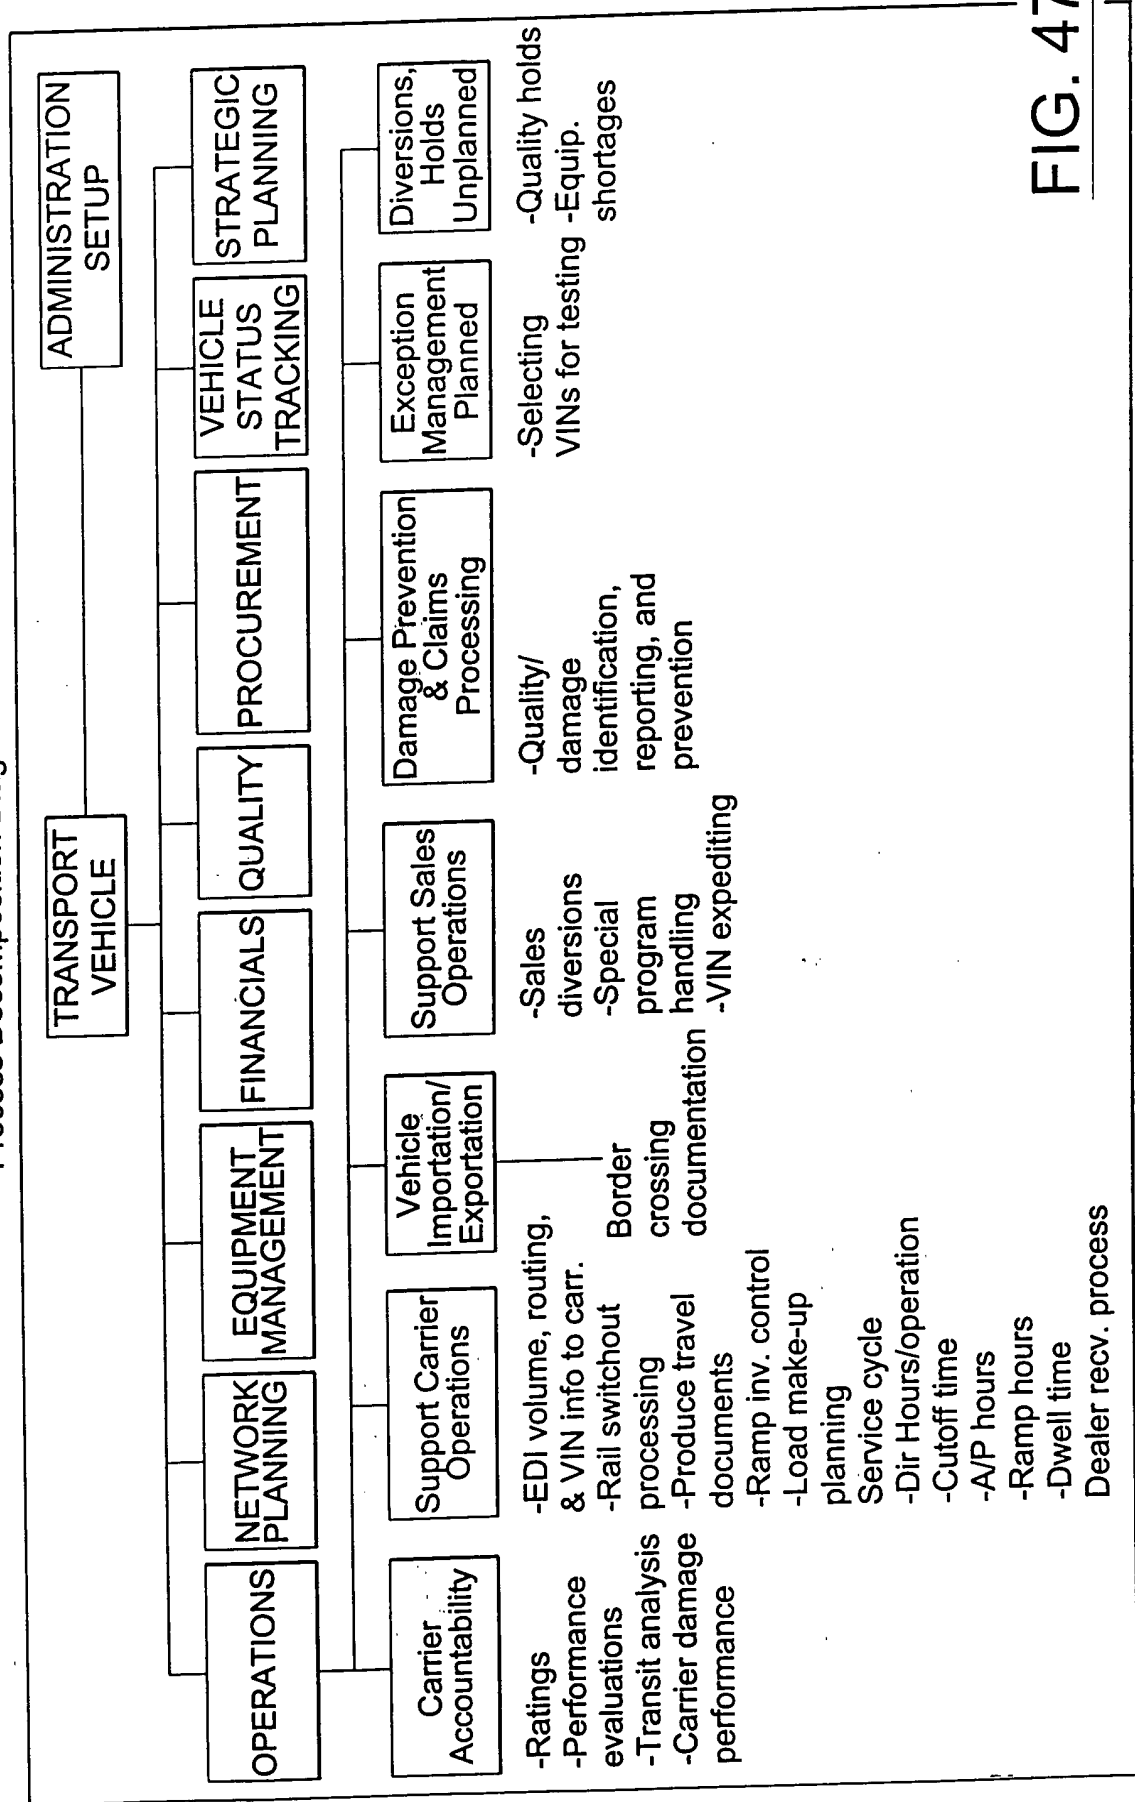 TRANSPORT
VEHICLE
ADMINISTRATION
SETUP
OPERATIONS
NETWORK
PLANNING
EQUIPMENT
MANAGEMENT
FINANCIALS
QUALITY
PROCUREMENT
VEHICLE
STATUS
TRACKING
STRATEGIC
PLANNING
Carrier
Accountability
Support Carrier
Operations
Vehicle
Importation/
Exportation
Support Sales
Operations
Damage Prevention
& Claims
Processing
Exception
Management
Planned
Diversions,
Holds
Unplanned
-Ratings
-Performance
evaluations
-Transit analysis
-Carrier damage
performance
-EDI volume, routing,
& VIN info to carr.
-Rail switchout
processing
-Produce travel
documents
-Ramp inv. control
-Load make-up
planning
Service cycle
-Dir Hours/operation
-Cutoff time
-A/P hours
-Ramp hours
-Dwell time
Dealer recv. process
Border
crossing
documentation
-Sales
diversions
-Special
program
handling
-VIN expediting
-Quality/
damage
identification,
reporting, and
prevention
-Selecting
VINs for testing
-Quality holds
-Equip.
shortages
FIG. 47